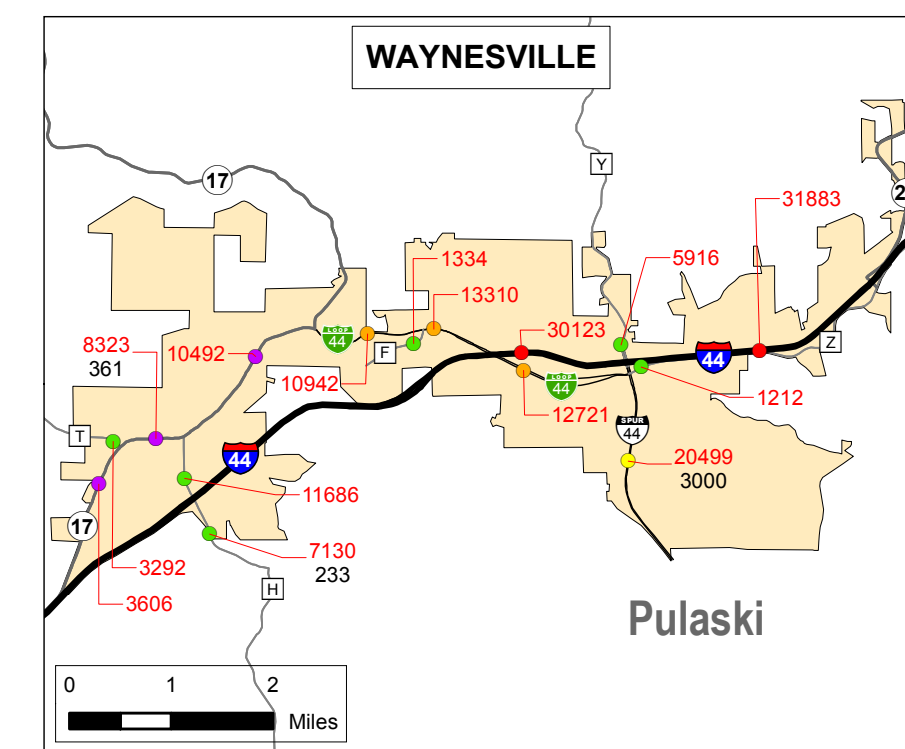 WAYNESVILLE
Y
17
31883
2
1334
5916
13310
30123
8323
361
10492
LOOP
44
F
44
Z
10942
LOOP
44
12721
1212
SPUR
44
T
44
20499
3000
11686
17
7130
233
3292
H
3606
Pulaski
0 1 2
Miles